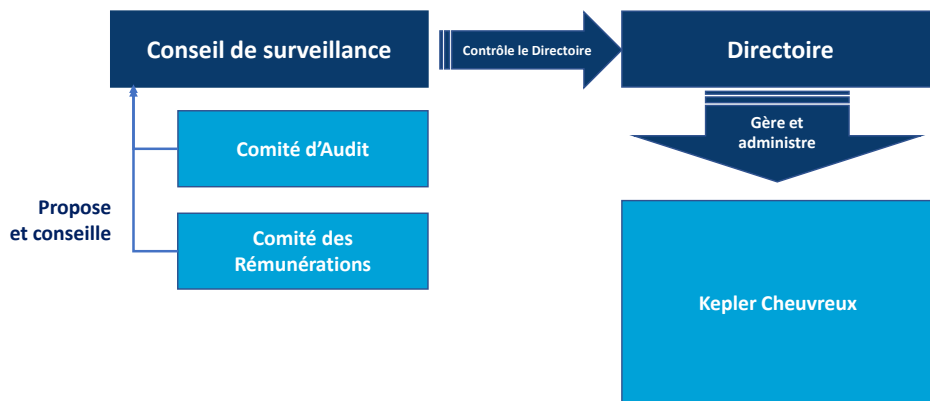 Conseil de surveillance
Contrôle le Directoire
Directoire
Gère et
administre
Comité d'Audit
Propose
et conseille
Comité des
Rémunérations
Kepler Cheuvreux